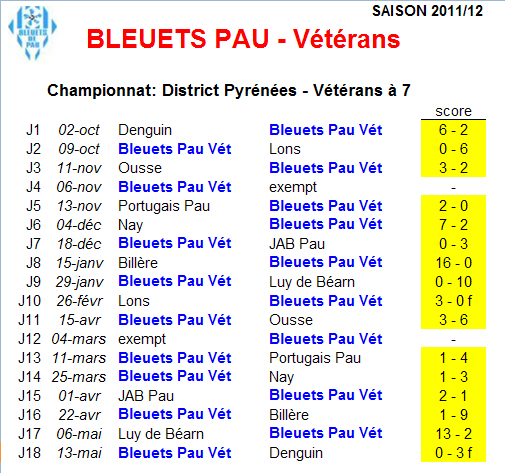 SAISON 2011/12
BLEUETS DE PAU
BLEUETS PAU - Vétérans
Championnat: District Pyrénées - Vétérans à 7
score
J1 02-oct Denguin Bleuets Pau Vét 6 - 2
J2 09-oct Bleuets Pau Vét Lons 0 - 6
J3 11-nov Ousse Bleuets Pau Vét 3 - 2
J4 06-nov Bleuets Pau Vét exempt -
J5 13-nov Portugais Pau Bleuets Pau Vét 2 - 0
J6 04-déc Nay Bleuets Pau Vét 7 - 2
J7 18-déc Bleuets Pau Vét JAB Pau 0 - 3
J8 15-janv Billère Bleuets Pau Vét 16 - 0
J9 29-janv Bleuets Pau Vét Luy de Béarn 0 - 10
J10 26-févr Lons Bleuets Pau Vét 3 - 0 f
J11 15-avr Bleuets Pau Vét Ousse 3 - 6
J12 04-mars exempt Bleuets Pau Vét -
J13 11-mars Bleuets Pau Vét Portugais Pau 1 - 4
J14 25-mars Bleuets Pau Vét Nay 1 - 3
J15 01-avr JAB Pau Bleuets Pau Vét 2 - 1
J16 22-avr Bleuets Pau Vét Billère 1 - 9
J17 06-mai Luy de Béarn Bleuets Pau Vét 13 - 2
J18 13-mai Bleuets Pau Vét Denguin 0 - 3 f